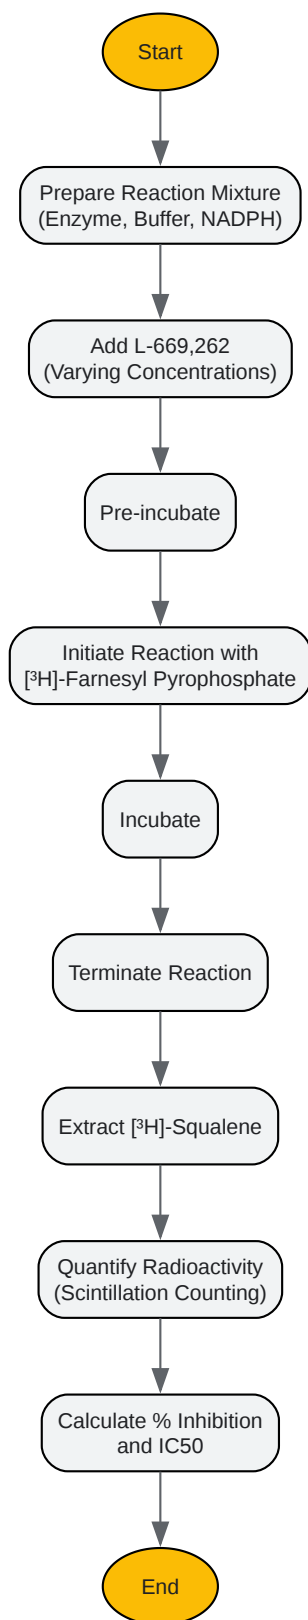 Start
Prepare Reaction Mixture
(Enzyme, Buffer, NADPH)
Add L-669,262
(Varying Concentrations)
Pre-incubate
Initiate Reaction with
[³H]-Farnesyl Pyrophosphate
Incubate
Terminate Reaction
Extract [³H]-Squalene
Quantify Radioactivity
(Scintillation Counting)
Calculate % Inhibition
and IC50
End